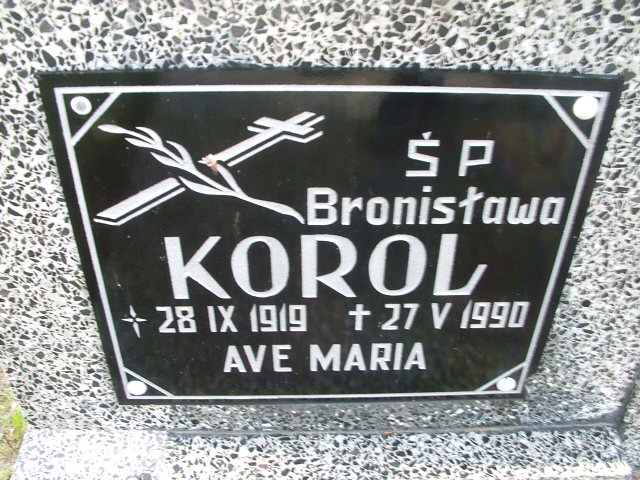 ŚP
Bronisława
KOROL
28 IX 1919 ✝ 27 V 1990
AVE MARIA